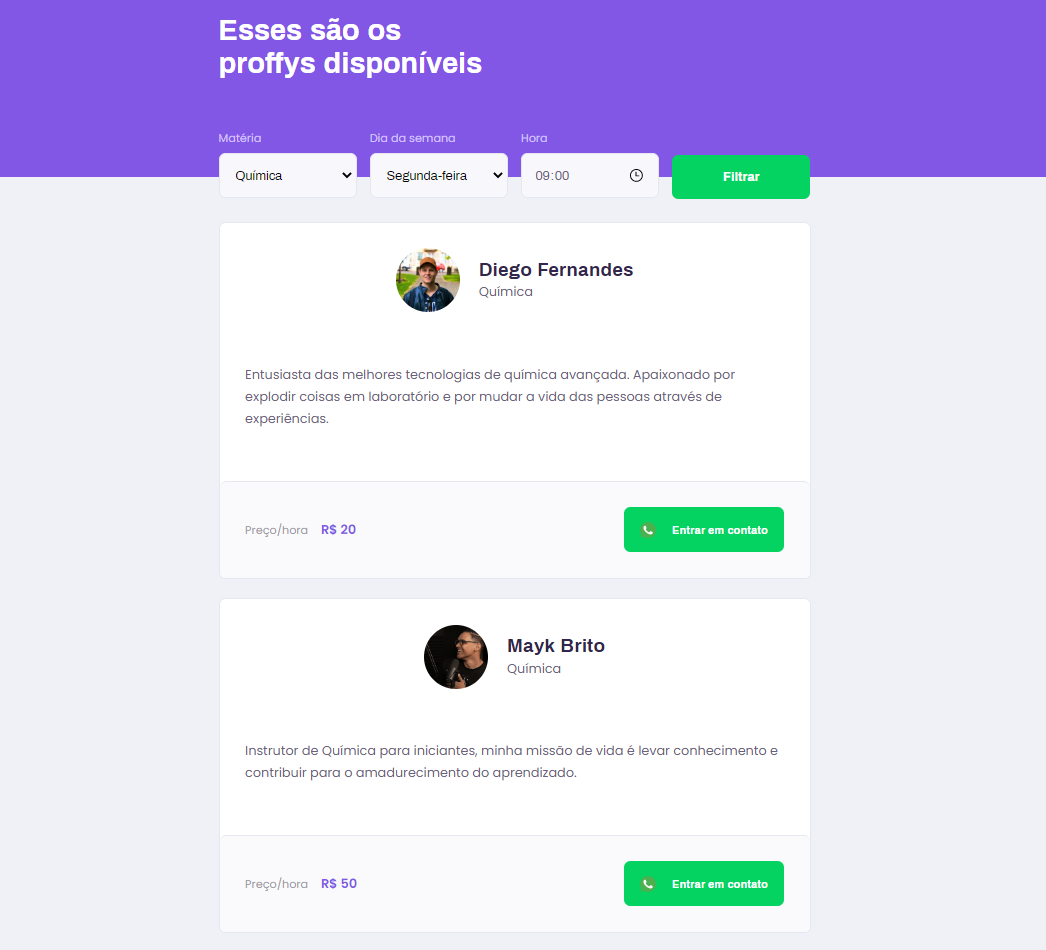 Esses são os
proffys disponíveis
Matéria
Dia da semana
Hora
Química
Segunda-feira
09:00
Filtrar
Diego Fernandes
Química
Entusiasta das melhores tecnologias de química avançada. Apaixonado por
explodir coisas em laboratório e por mudar a vida das pessoas através de
experiências.
Preço/hora R$ 20
Entrar em contato
Mayk Brito
Química
Instrutor de Química para iniciantes, minha missão de vida é levar conhecimento e
contribuir para o amadurecimento do aprendizado.
Preço/hora R$ 50
Entrar em contato